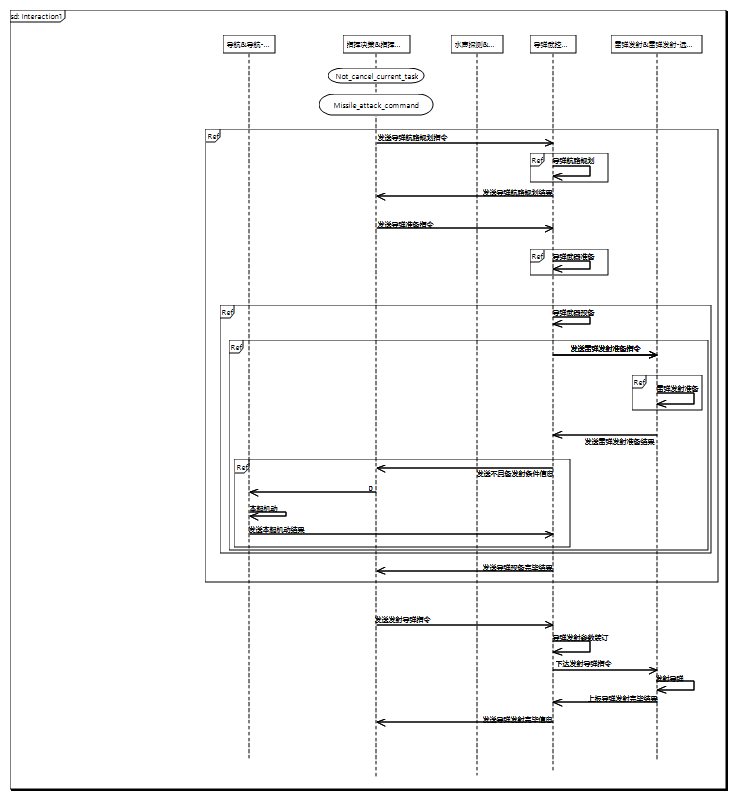 sd: Interaction1
导航&导航-...
指挥决策&指挥...
水声探测&...
导弹武控...
雷弹发射&雷弹发射-远...
Not_cancel_current_task
Missile_attack_command
Ref
发送导弹航路规划指令
Ref
导弹航路规划
发送导弹航路规划结果
发送导弹准备指令
Ref
导弹武器准备
Ref
导弹武器预备
Ref
发送雷弹发射准备指令
Ref
雷弹发射准备
发送雷弹发射准备结果
Ref
发送不具备发射条件信息
0
本艇机动
发送本艇机动结果
发送导弹预备完毕结果
发送发射导弹指令
导弹发射参数装订
下达发射导弹指令
发射导弹
上报导弹发射完毕结果
发送导弹发射完毕信息